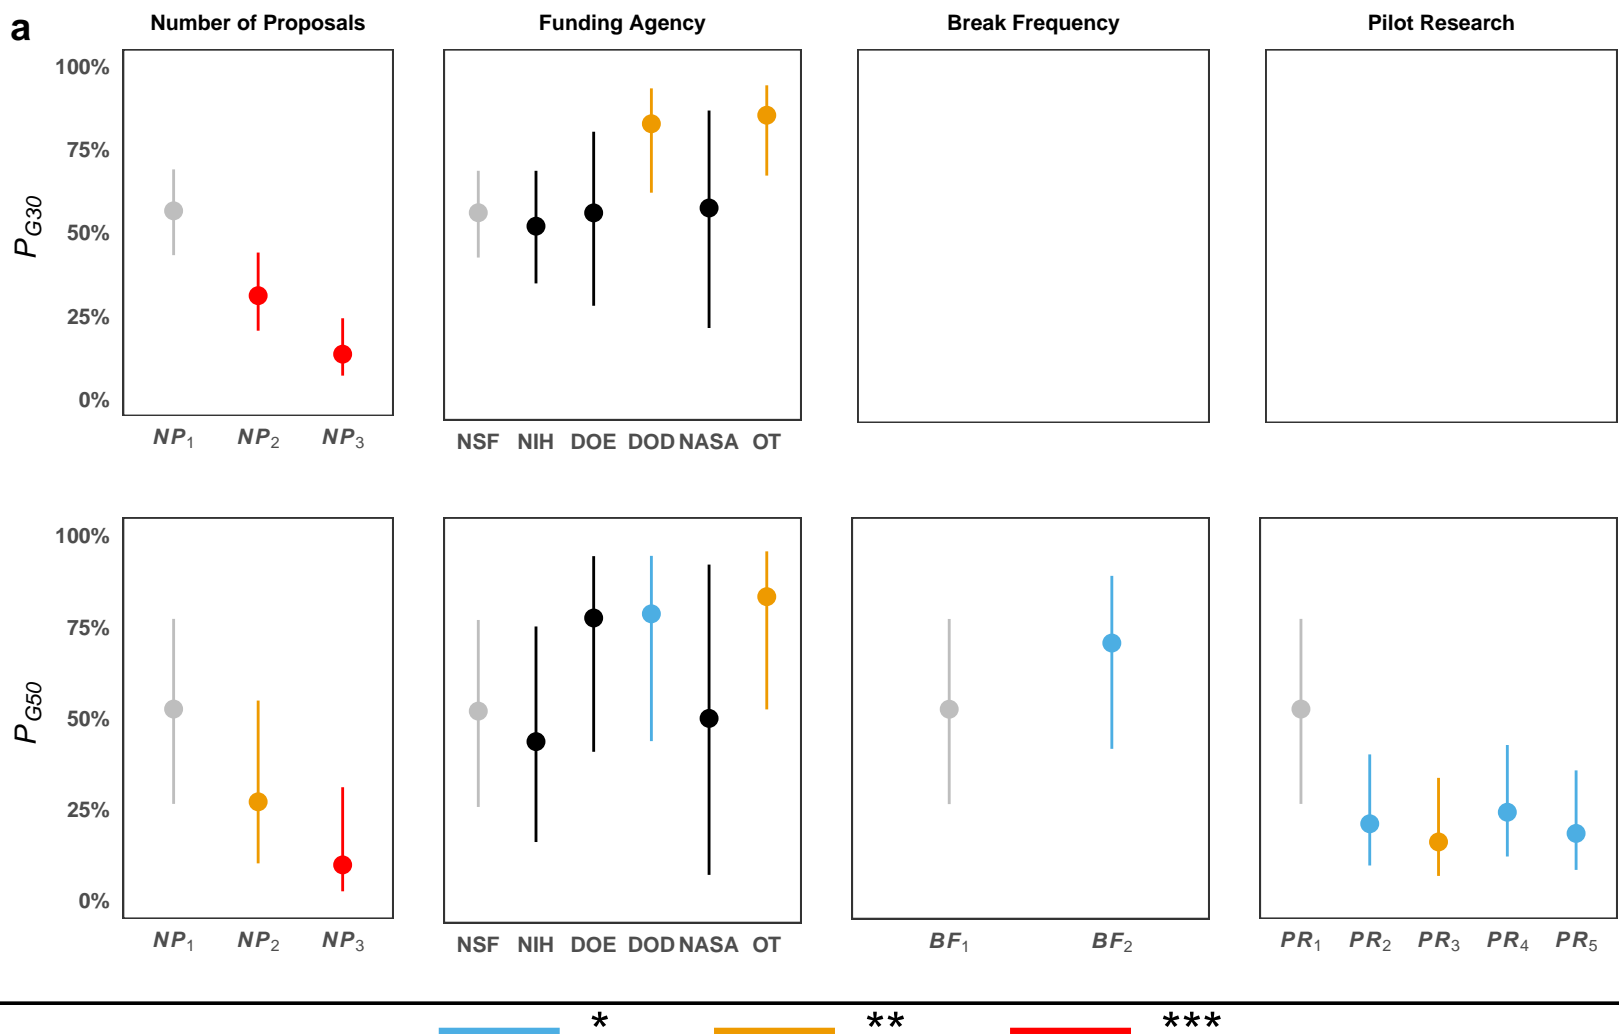 a
Number of Proposals
Funding Agency
Break Frequency
Pilot Research
P_G30
100%
75%
50%
25%
0%
NP₁ NP₂ NP₃
NSF NIH DOE DOD NASA OT
P_G50
100%
75%
50%
25%
0%
NP₁ NP₂ NP₃
NSF NIH DOE DOD NASA OT
BF₁ BF₂
PR₁ PR₂ PR₃ PR₄ PR₅
* ** ***